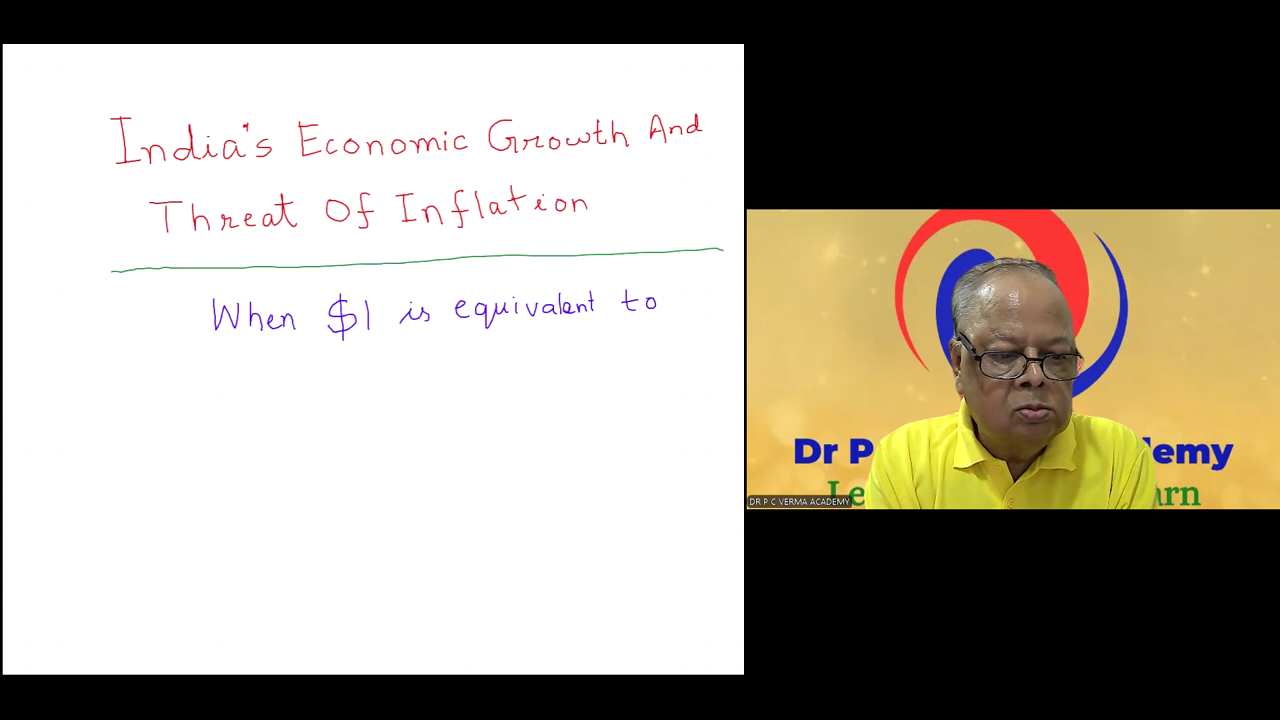 India's Economic Growth And
Threat Of Inflation
When $1 is equivalent to
Dr P emy
Le arn
DR P C VERMA ACADEMY